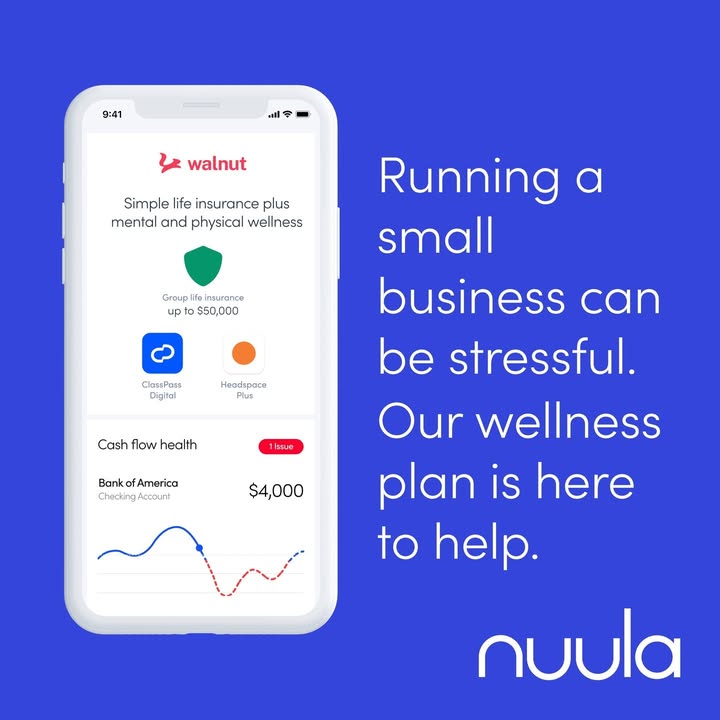 9:41
walnut
Simple life insurance plus
mental and physical wellness
Group life insurance
up to $50,000
ClassPass
Digital
Headspace
Plus
Cash flow health
1 Issue
Bank of America
Checking Account
$4,000
Running a
small
business can
be stressful.
Our wellness
plan is here
to help.
nuula